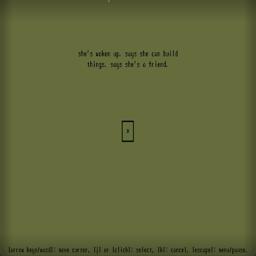 she's woken up. says she can build
things. says she's a friend.
x
[arrow keys/wasd]: move cursor, [j] or [click]: select, [k]: cancel, [escape]: menu/pause.